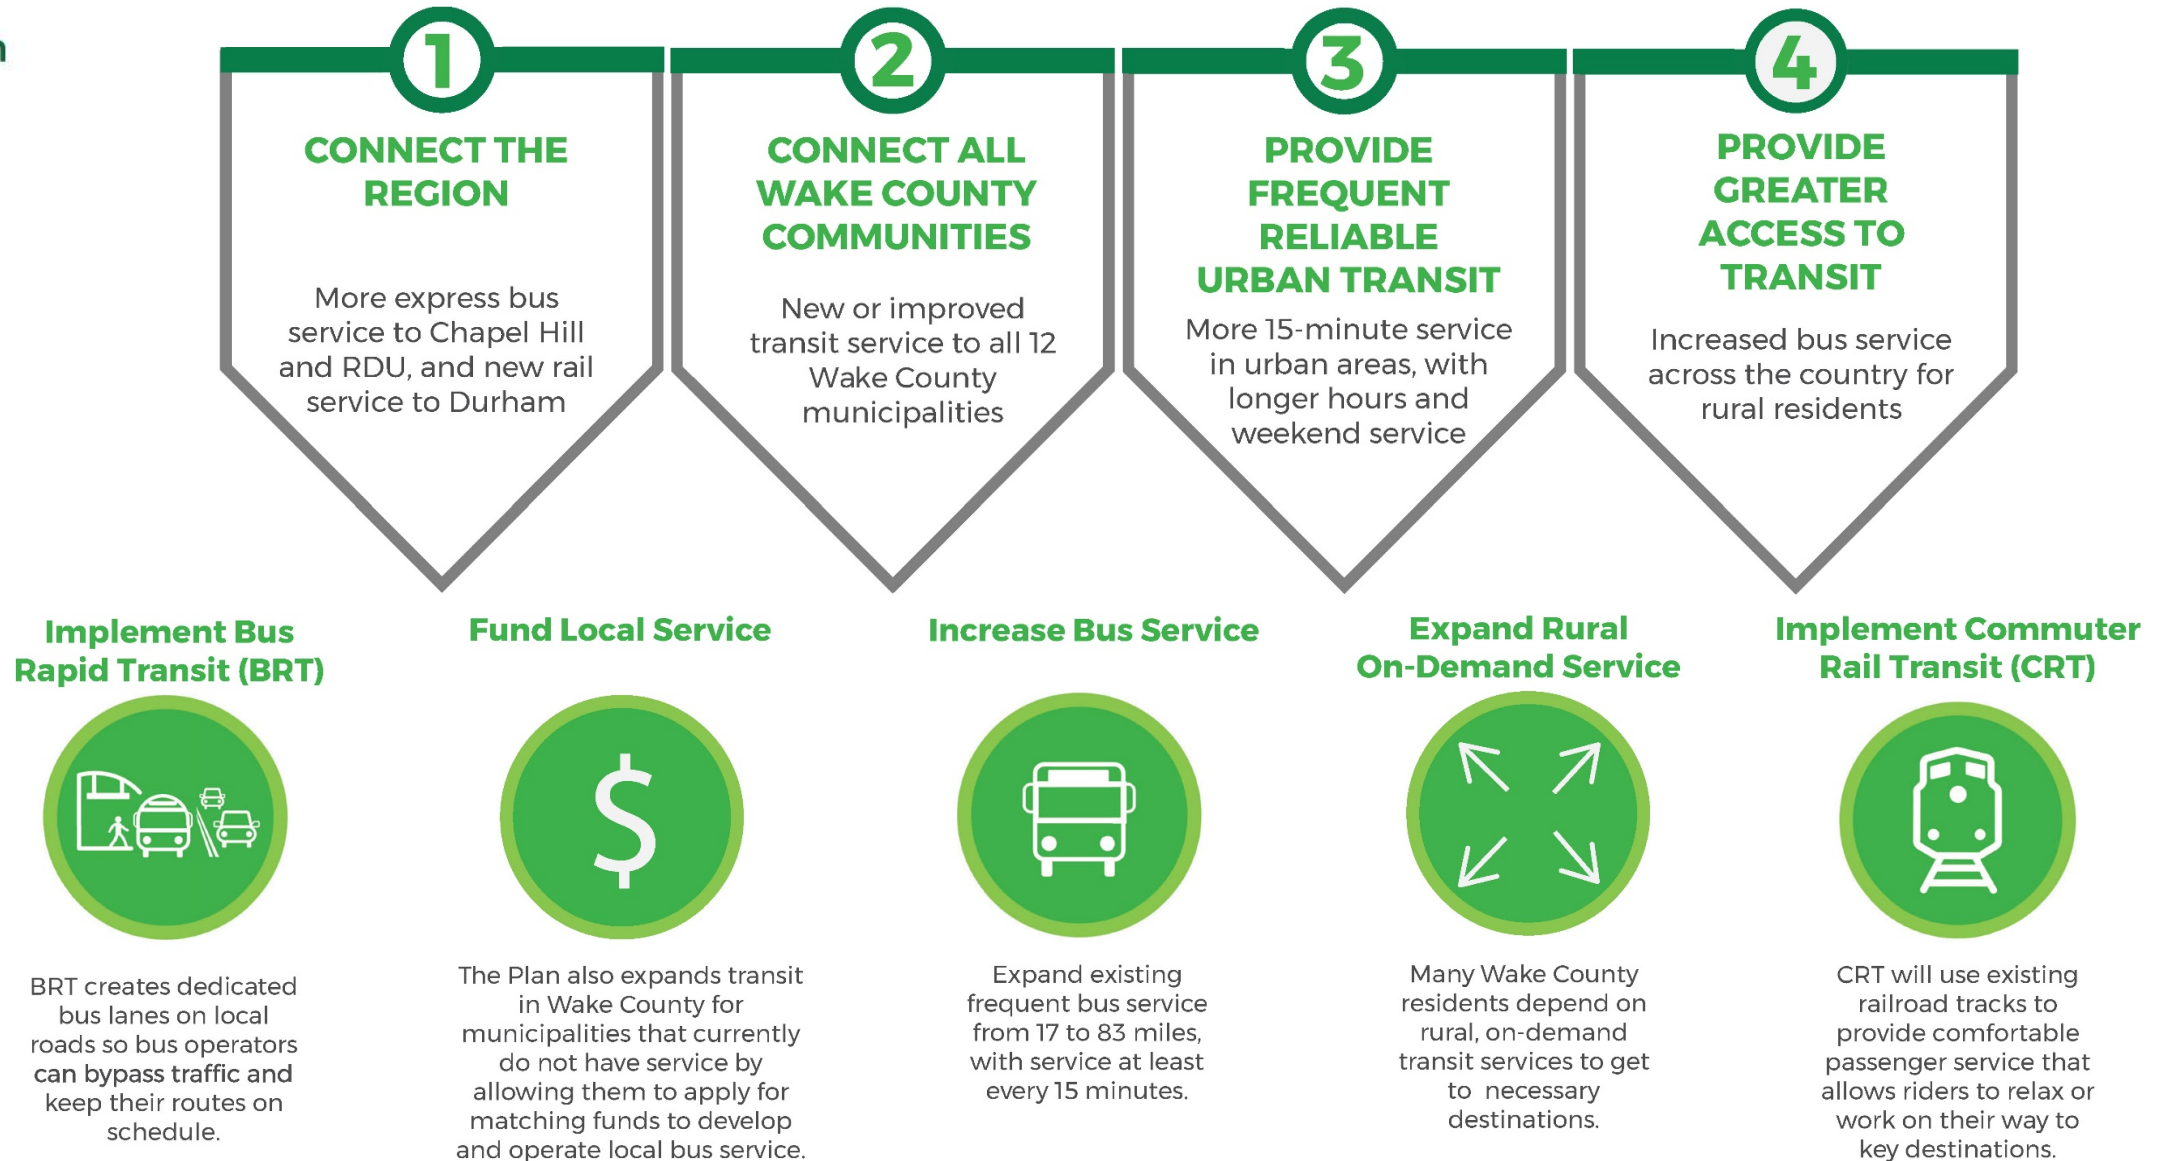 1
CONNECT THE
REGION
More express bus
service to Chapel Hill
and RDU, and new rail
service to Durham
2
CONNECT ALL
WAKE COUNTY
COMMUNITIES
New or improved
transit service to all 12
Wake County
municipalities
3
PROVIDE
FREQUENT
RELIABLE
URBAN TRANSIT
More 15-minute service
in urban areas, with
longer hours and
weekend service
4
PROVIDE
GREATER
ACCESS TO
TRANSIT
Increased bus service
across the country for
rural residents
Implement Bus
Rapid Transit (BRT)
BRT creates dedicated
bus lanes on local
roads so bus operators
can bypass traffic and
keep their routes on
schedule.
Fund Local Service
$
The Plan also expands transit
in Wake County for
municipalities that currently
do not have service by
allowing them to apply for
matching funds to develop
and operate local bus service.
Increase Bus Service
Expand existing
frequent bus service
from 17 to 83 miles,
with service at least
every 15 minutes.
Expand Rural
On-Demand Service
Many Wake County
residents depend on
rural, on-demand
transit services to get
to necessary
destinations.
Implement Commuter
Rail Transit (CRT)
CRT will use existing
railroad tracks to
provide comfortable
passenger service that
allows riders to relax or
work on their way to
key destinations.